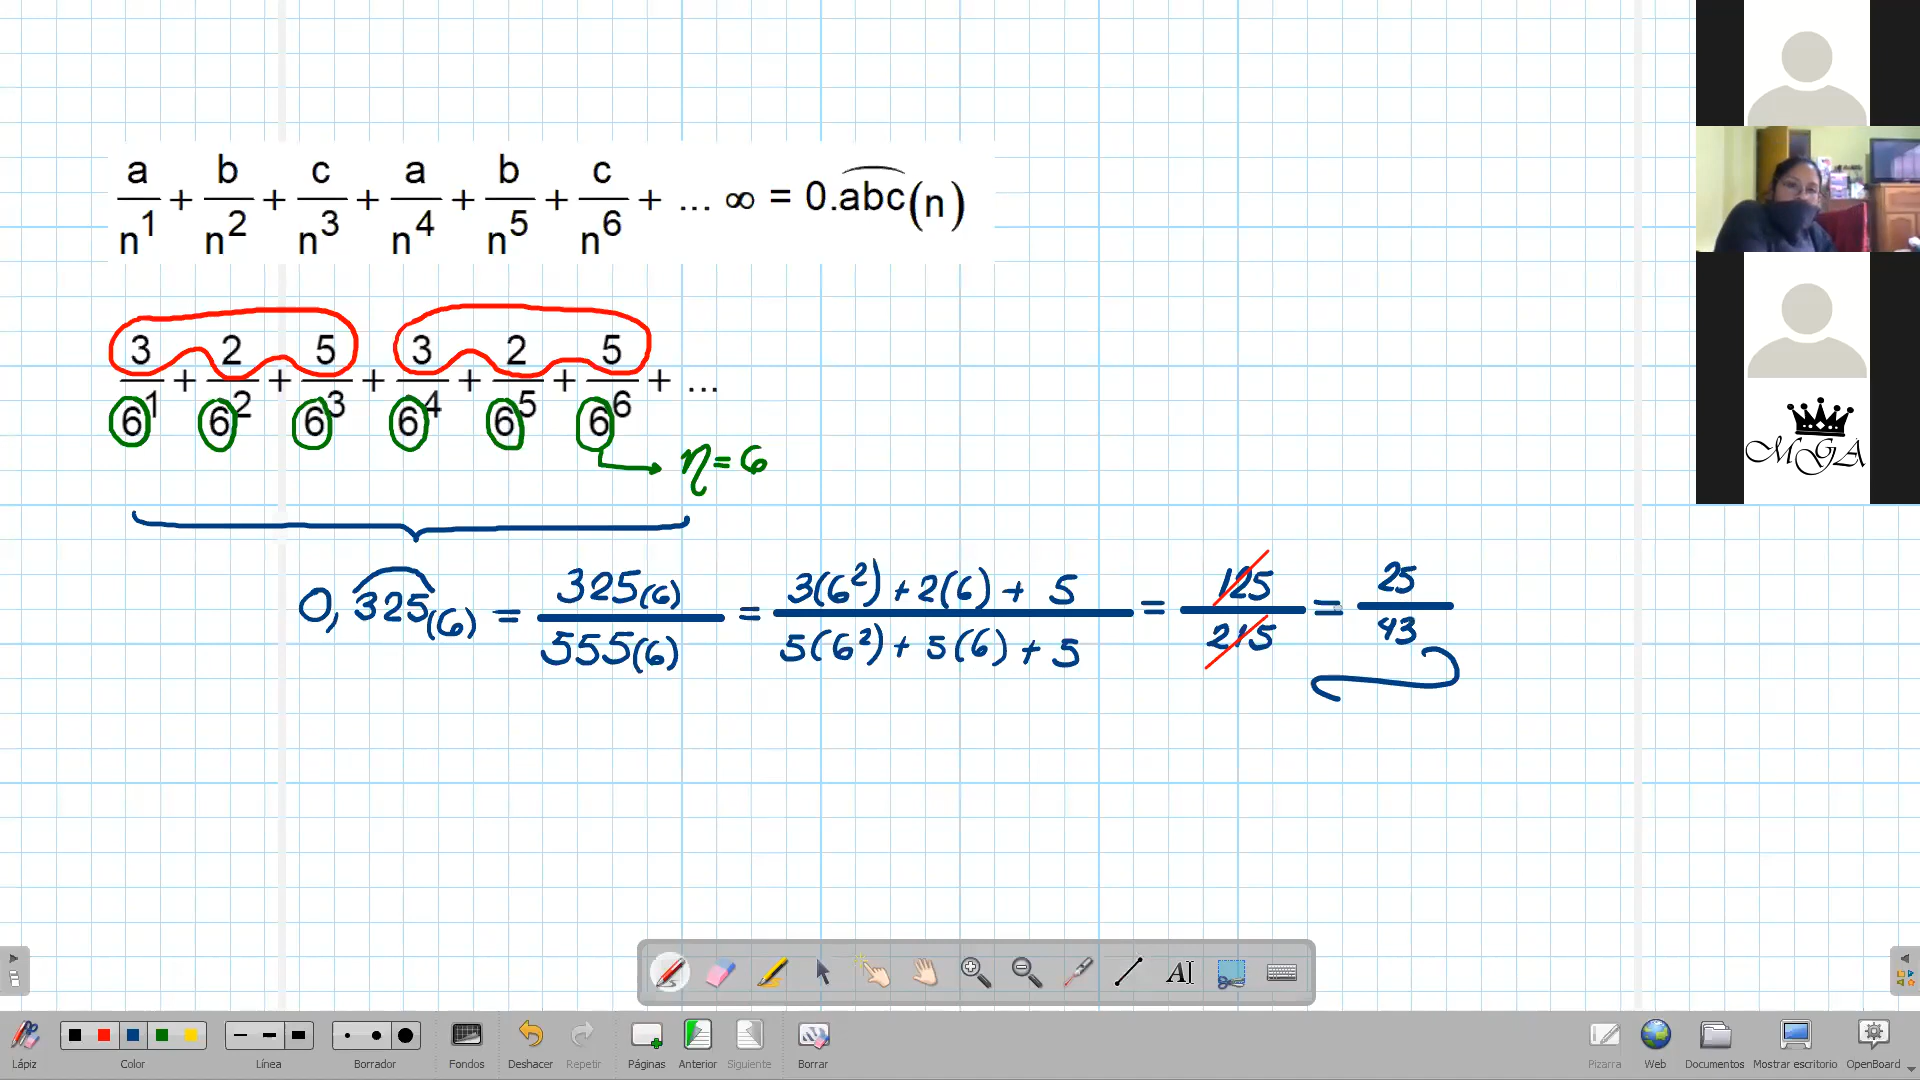 a/n^1 + b/n^2 + c/n^3 + a/n^4 + b/n^5 + c/n^6 + ... ∞ = 0.abc(n)
3/6^1 + 2/6^2 + 5/6^3 + 3/6^4 + 2/6^5 + 5/6^6 + ...
n = 6
0,325(6) = 325(6)/555(6) = 3(6²)+2(6)+5/5(6²)+5(6)+5 = 125/215 = 25/43
MGA
AI
Lápiz
Color
Línea
Borrador
Fondos
Deshacer
Repetir
Páginas
Anterior
Siguiente
Borrar
Pizarra
Web
Documentos
Mostrar escritorio
OpenBoard